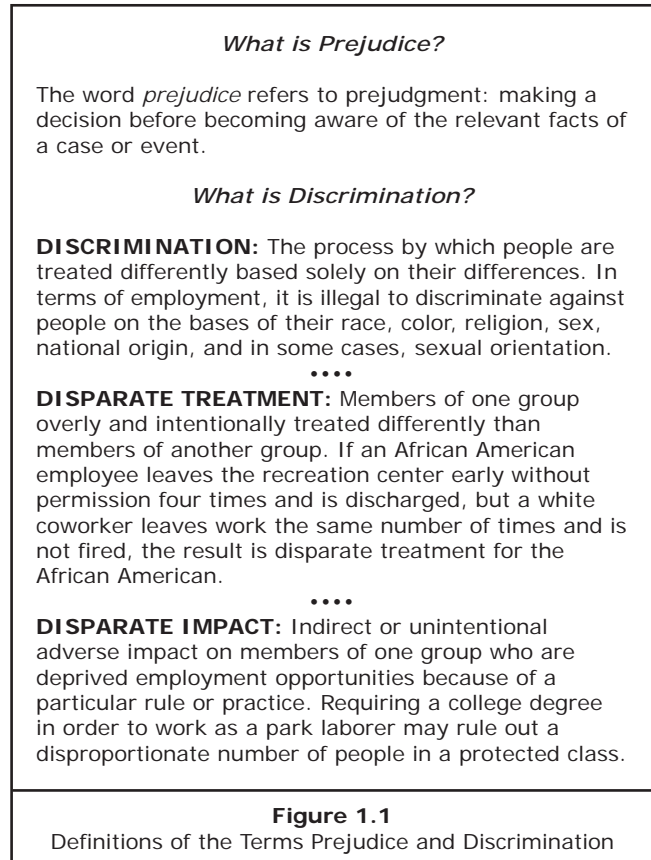 What is Prejudice?
The word prejudice refers to prejudgment: making a
decision before becoming aware of the relevant facts of
a case or event.
What is Discrimination?
DISCRIMINATION: The process by which people are
treated differently based solely on their differences. In
terms of employment, it is illegal to discriminate against
people on the bases of their race, color, religion, sex,
national origin, and in some cases, sexual orientation.
••••
DISPARATE TREATMENT: Members of one group
overly and intentionally treated differently than
members of another group. If an African American
employee leaves the recreation center early without
permission four times and is discharged, but a white
coworker leaves work the same number of times and is
not fired, the result is disparate treatment for the
African American.
••••
DISPARATE IMPACT: Indirect or unintentional
adverse impact on members of one group who are
deprived employment opportunities because of a
particular rule or practice. Requiring a college degree
in order to work as a park laborer may rule out a
disproportionate number of people in a protected class.
Figure 1.1
Definitions of the Terms Prejudice and Discrimination